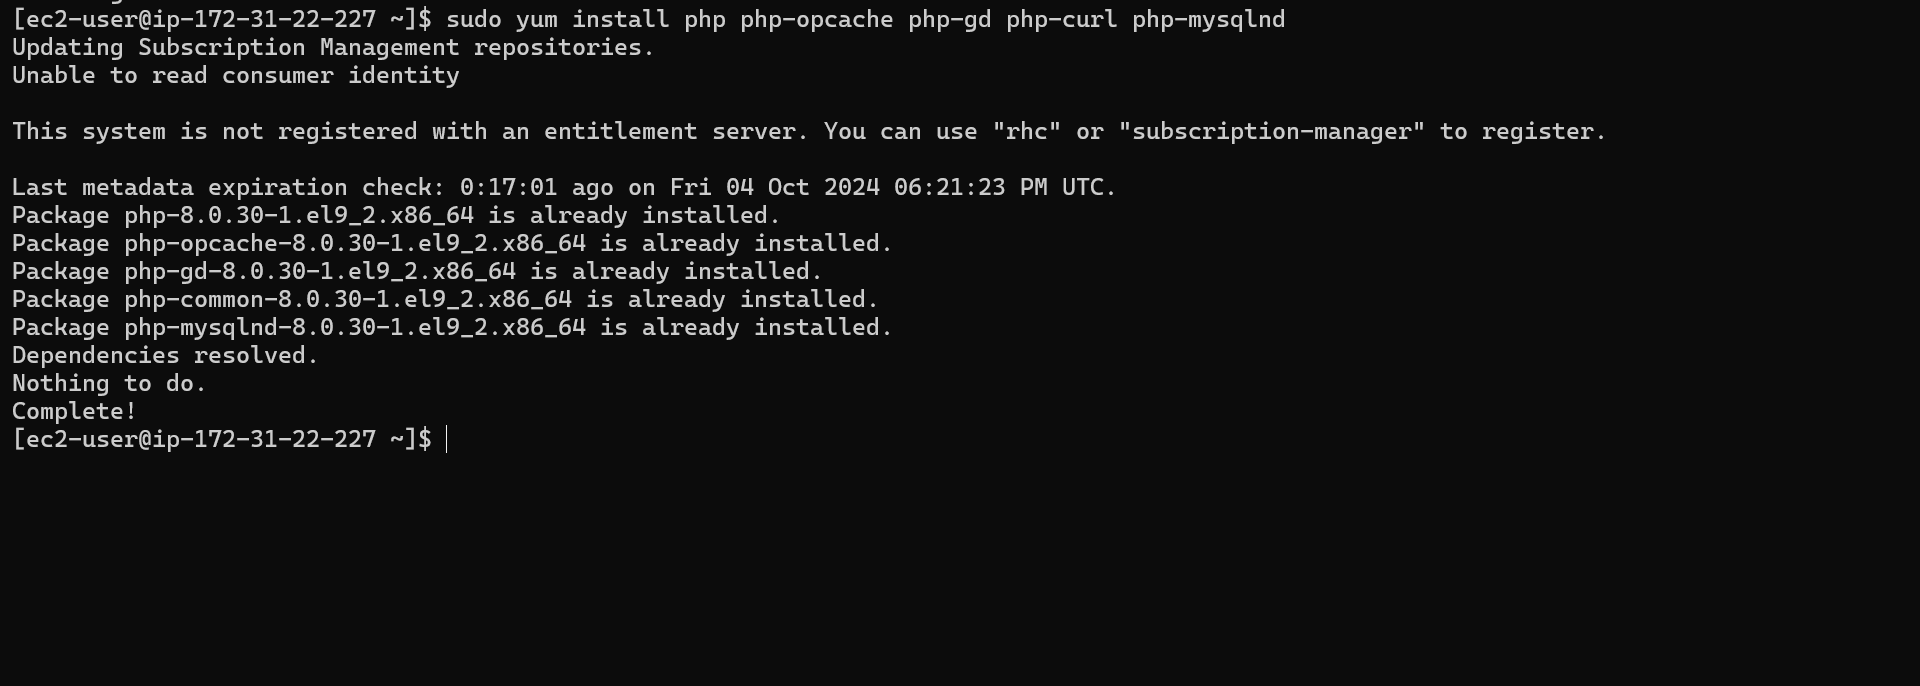 [ec2-user@ip-172-31-22-227 ~]$ sudo yum install php php-opcache php-gd php-curl php-mysqlnd
Updating Subscription Management repositories.
Unable to read consumer identity
This system is not registered with an entitlement server. You can use "rhc" or "subscription-manager" to register.
Last metadata expiration check: 0:17:01 ago on Fri 04 Oct 2024 06:21:23 PM UTC.
Package php-8.0.30-1.el9_2.x86_64 is already installed.
Package php-opcache-8.0.30-1.el9_2.x86_64 is already installed.
Package php-gd-8.0.30-1.el9_2.x86_64 is already installed.
Package php-common-8.0.30-1.el9_2.x86_64 is already installed.
Package php-mysqlnd-8.0.30-1.el9_2.x86_64 is already installed.
Dependencies resolved.
Nothing to do.
Complete!
[ec2-user@ip-172-31-22-227 ~]$